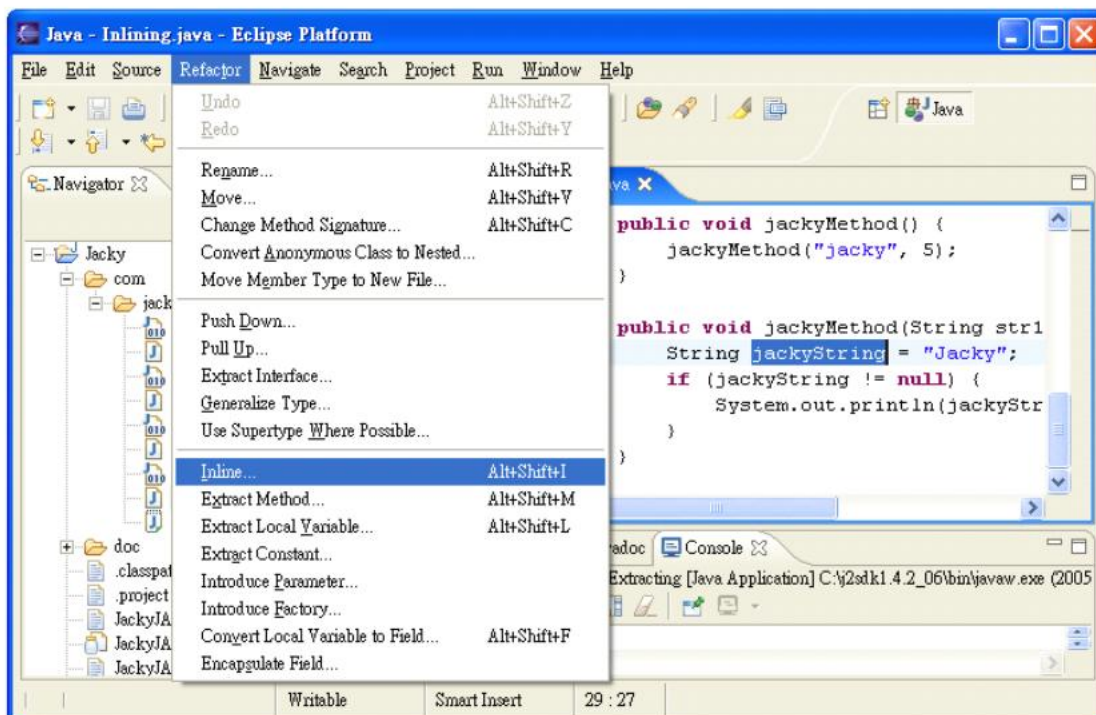 Java - Inlining.java - Eclipse Platform
File Edit Source Refactor Navigate Search Project Run Window Help
Java
Undo Alt+Shift+Z
Redo Alt+Shift+Y
Rename... Alt+Shift+R
Move... Alt+Shift+V
Change Method Signature... Alt+Shift+C
Convert Anonymous Class to Nested...
Move Member Type to New File...
Push Down...
Pull Up...
Extract Interface...
Generalize Type...
Use Supertype Where Possible...
Inline... Alt+Shift+I
Extract Method... Alt+Shift+M
Extract Local Variable... Alt+Shift+L
Extract Constant...
Introduce Parameter...
Introduce Factory...
Convert Local Variable to Field... Alt+Shift+F
Encapsulate Field...
Navigator
Jacky
com
jack
doc
.classpat
.project
JackyJA
JackyJA
JackyJA
ava
public void jackyMethod() {
jackyMethod("jacky", 5);
}
public void jackyMethod(String str1
String jackyString = "Jacky";
if (jackyString != null) {
System.out.println(jackyStr
}
}
adoc Console
Extracting [Java Application] C:\j2sdk1.4.2_06\bin\javaw.exe (2005
Writable Smart Insert 29 : 27